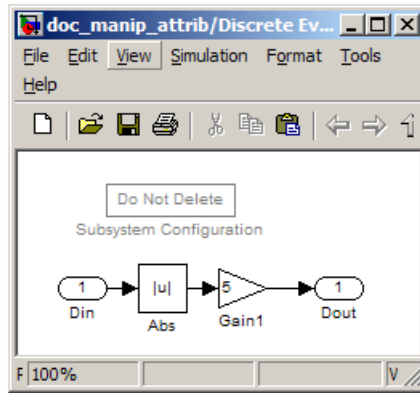 doc_manip_attrib/Discrete Ev...
File Edit View Simulation Format Tools
Help
Do Not Delete
Subsystem Configuration
1 |u| 5 1
Din Abs Gain1 Dout
F 100% V